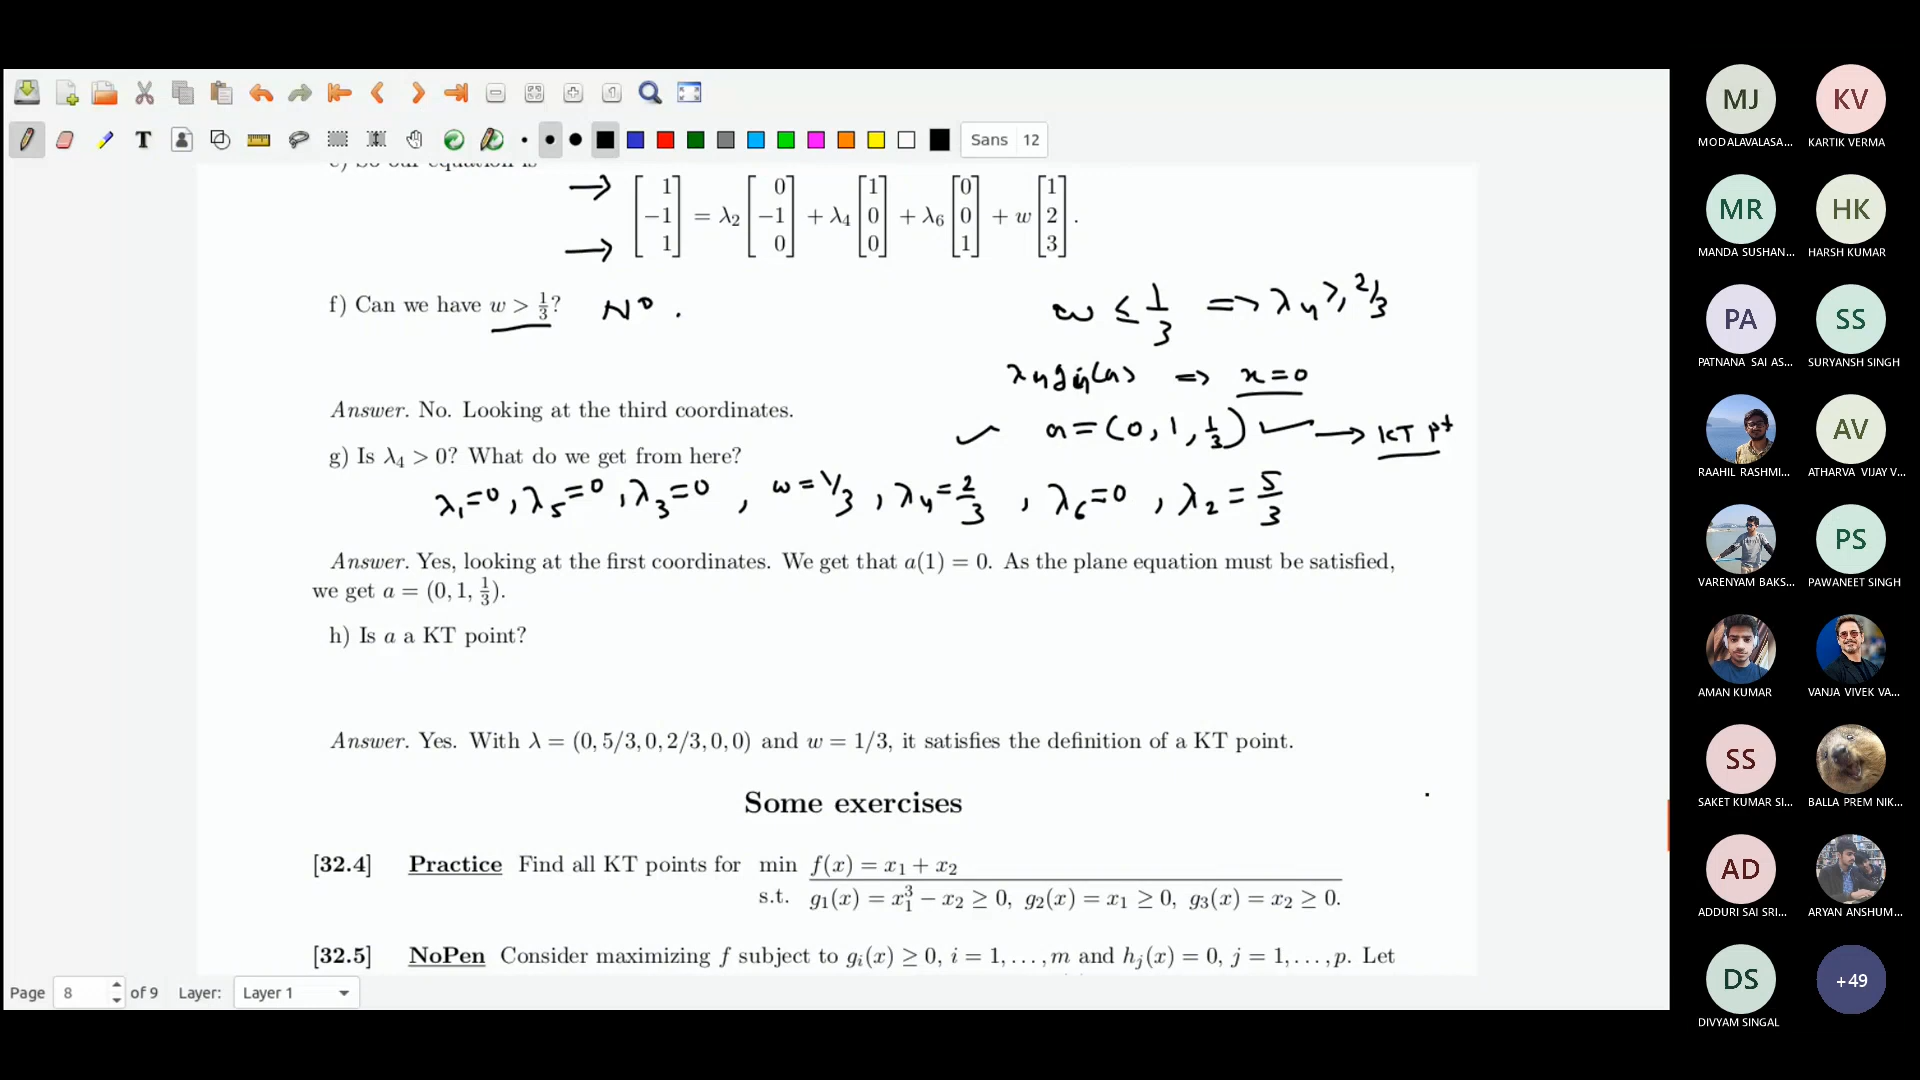 Sans 12
e) So our equation is
→ [1 −1 1] = λ₂ [0 −1 0] + λ₄ [1 0 0] + λ₆ [0 0 1] + w [1 2 3] .
→
f) Can we have w > 1/3? No .
w ≤ 1/3 => λ₄ ≥ 2/3
λ₄g₄(a) => x=0
Answer. No. Looking at the third coordinates.
✓ a=(0,1,1/3) ✓ → KT pt
g) Is λ₄ > 0? What do we get from here?
λ₁=0, λ₅=0, λ₃=0, w=1/3, λ₄=2/3, λ₆=0, λ₂=5/3
Answer. Yes, looking at the first coordinates. We get that a(1) = 0. As the plane equation must be satisfied,
we get a = (0, 1, 1/3).
h) Is a a KT point?
Answer. Yes. With λ = (0, 5/3, 0, 2/3, 0, 0) and w = 1/3, it satisfies the definition of a KT point.
Some exercises
[32.4] Practice Find all KT points for min f(x) = x₁ + x₂
s.t. g₁(x) = x₁³ − x₂ ≥ 0, g₂(x) = x₁ ≥ 0, g₃(x) = x₂ ≥ 0.
[32.5] NoPen Consider maximizing f subject to gᵢ(x) ≥ 0, i = 1, . . . , m and hⱼ(x) = 0, j = 1, . . . , p. Let
Page 8 of 9 Layer: Layer 1
MJ KV
MODALAVALASA... KARTIK VERMA
MR HK
MANDA SUSHAN... HARSH KUMAR
PA SS
PATNANA SAI AS... SURYANSH SINGH
AV
RAAHIL RASHMI... ATHARVA VIJAY V...
PS
VARENYAM BAKS... PAWANEET SINGH
AMAN KUMAR VANJA VIVEK VA...
SS
SAKET KUMAR SI... BALLA PREM NIK...
AD
ADDURI SAI SRI... ARYAN ANSHUM...
DS +49
DIVYAM SINGAL